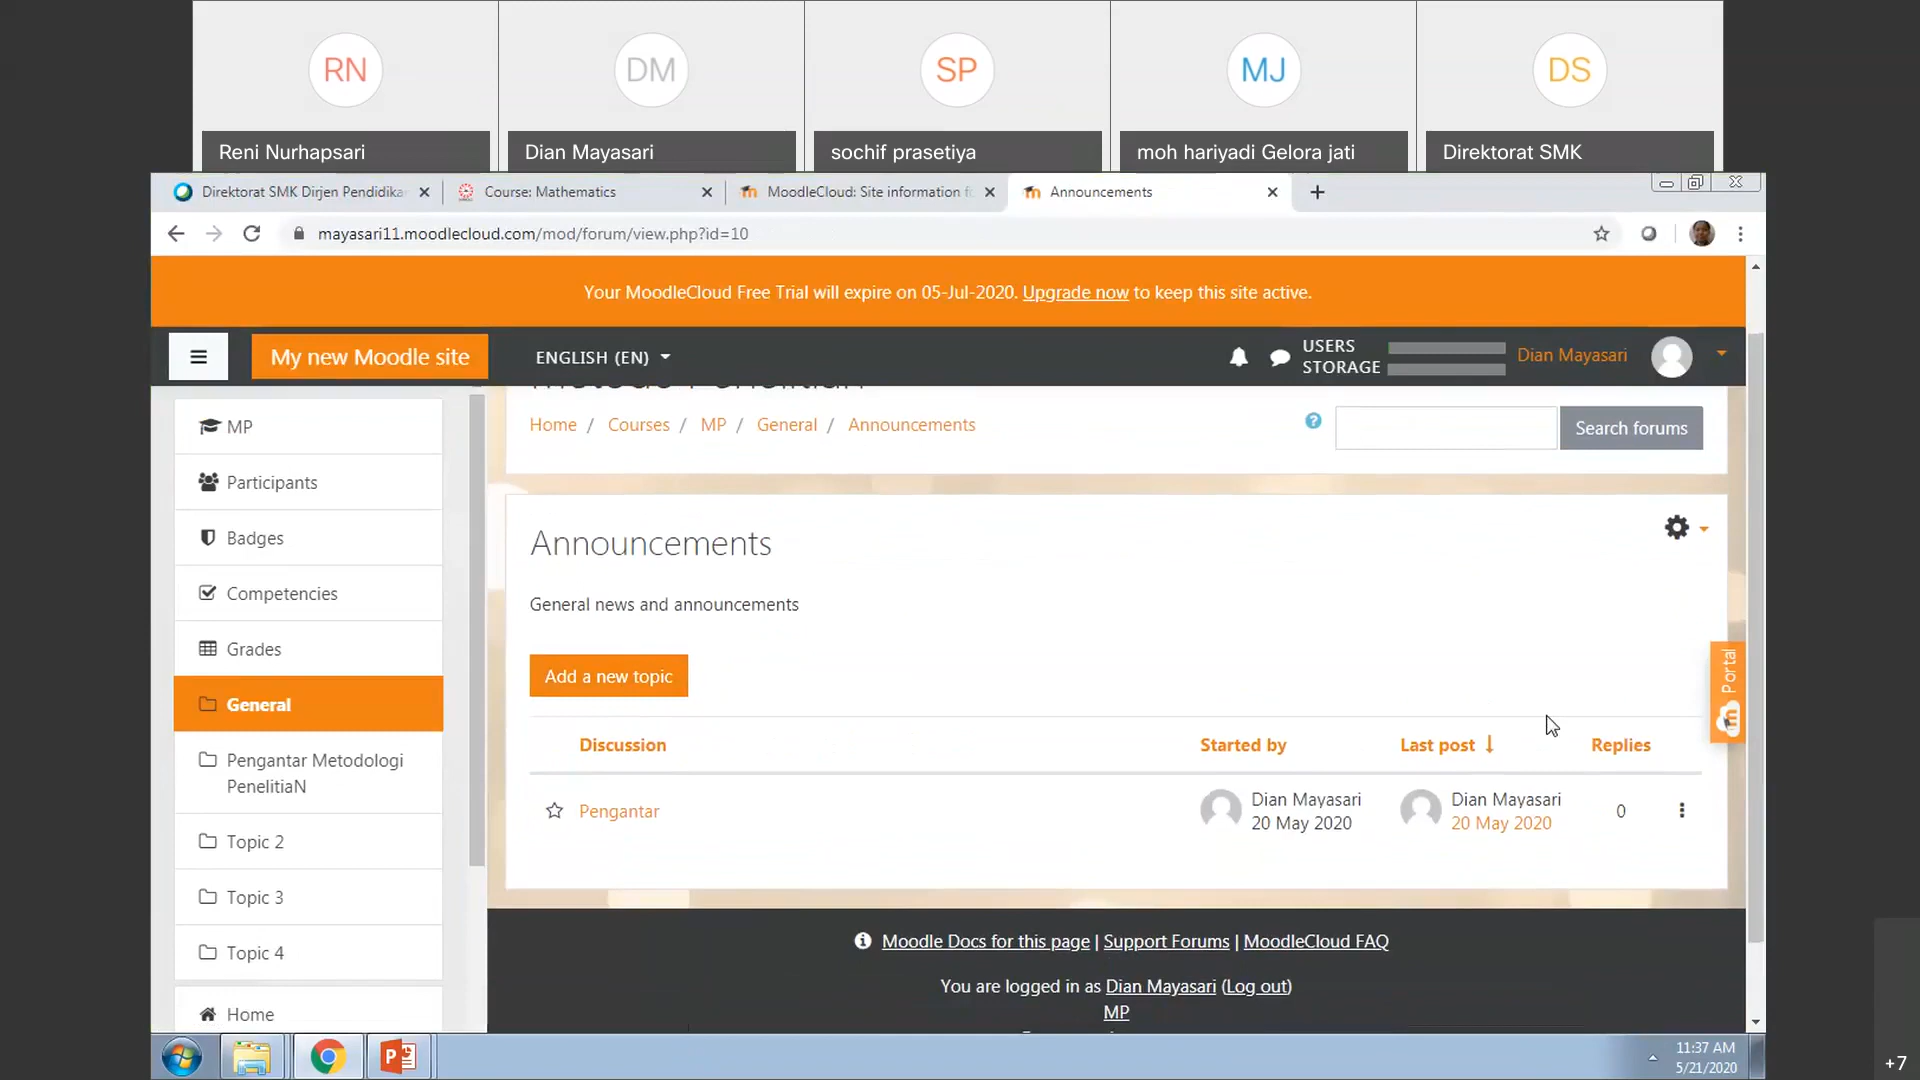 RN
DM
SP
MJ
DS
Reni Nurhapsari
Dian Mayasari
sochif prasetiya
moh hariyadi Gelora jati
Direktorat SMK
Direktorat SMK Dirjen Pendidika
Course: Mathematics
MoodleCloud: Site information f
Announcements
mayasari11.moodlecloud.com/mod/forum/view.php?id=10
Your MoodleCloud Free Trial will expire on 05-Jul-2020. Upgrade now to keep this site active.
My new Moodle site
ENGLISH (EN)
USERS
STORAGE
Dian Mayasari
Home / Courses / MP / General / Announcements
Search forums
MP
Participants
Badges
Competencies
Grades
General
Pengantar Metodologi
PenelitiaN
Topic 2
Topic 3
Topic 4
Home
Announcements
General news and announcements
Add a new topic
Portal
Discussion Started by Last post Replies
Pengantar
Dian Mayasari
20 May 2020
Dian Mayasari
20 May 2020
0
Moodle Docs for this page | Support Forums | MoodleCloud FAQ
You are logged in as Dian Mayasari (Log out)
MP
11:37 AM
5/21/2020
+7